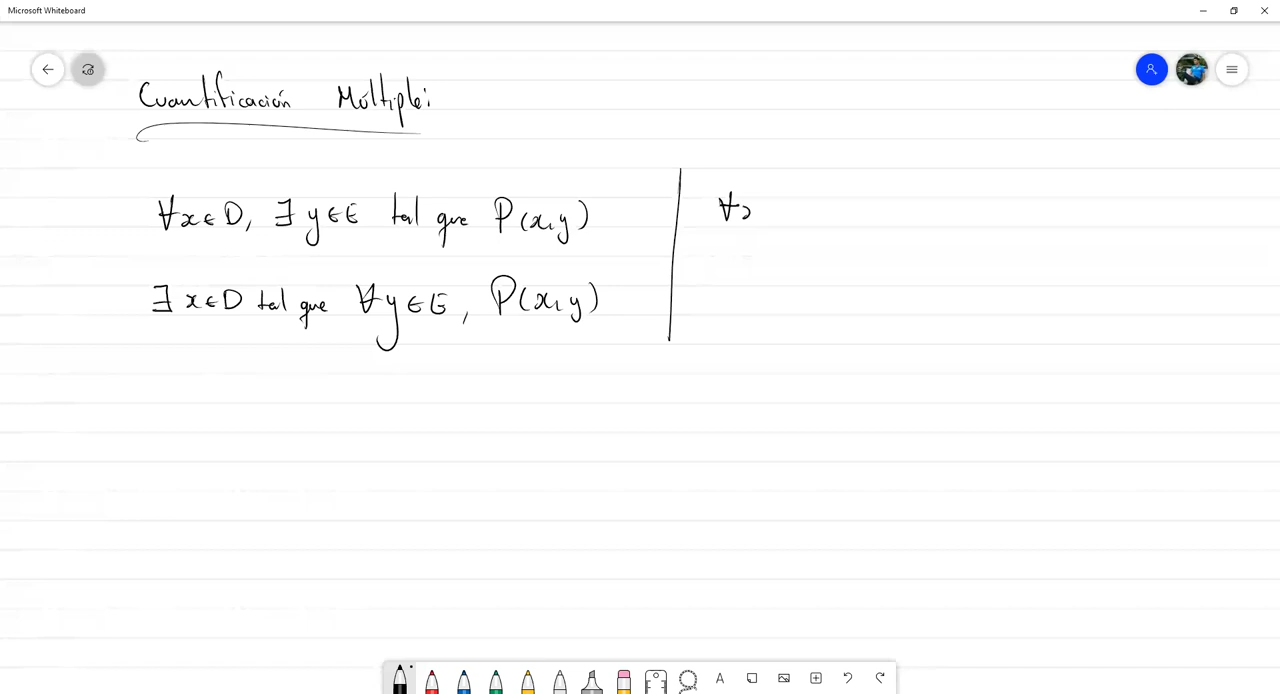 Microsoft Whiteboard
Cuantificación Múltiple:
∀x∈D, ∃ y∈E tal que P(x,y)
∃ x∈D tal que ∀y∈E, P(x,y)
∀